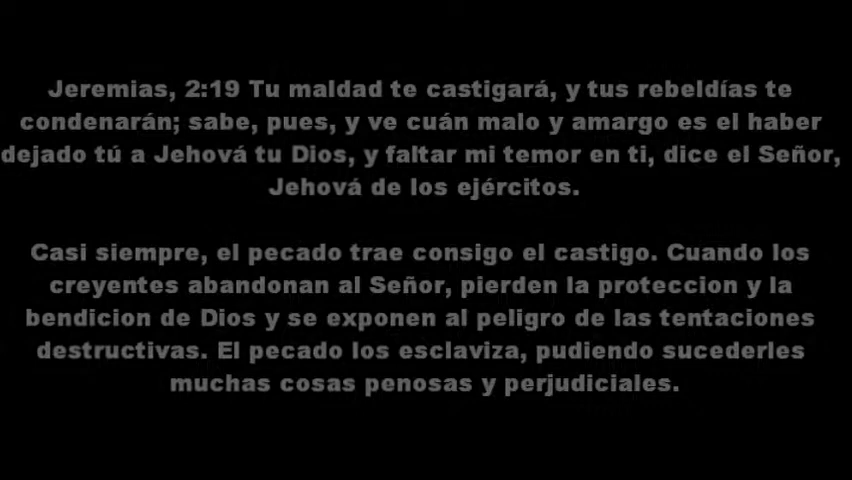 Jeremias, 2:19 Tu maldad te castigará, y tus rebeldías te
condenarán; sabe, pues, y ve cuán malo y amargo es el haber
dejado tú a Jehová tu Dios, y faltar mi temor en ti, dice el Señor,
Jehová de los ejércitos.
Casi siempre, el pecado trae consigo el castigo. Cuando los
creyentes abandonan al Señor, pierden la proteccion y la
bendicion de Dios y se exponen al peligro de las tentaciones
destructivas. El pecado los esclaviza, pudiendo sucederles
muchas cosas penosas y perjudiciales.